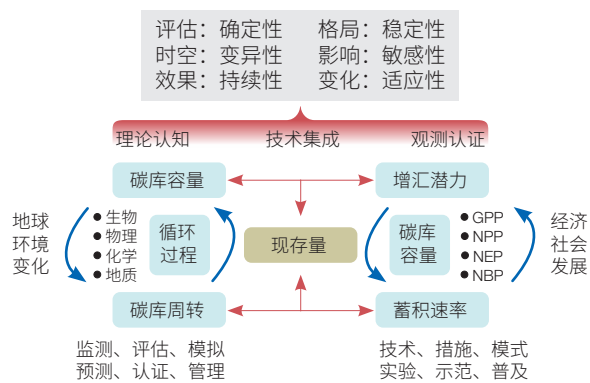 评估：确定性 格局：稳定性
时空：变异性 影响：敏感性
效果：持续性 变化：适应性
理论认知 技术集成 观测认证
碳库容量 增汇潜力
地球
环境
变化
生物
物理
化学
地质
循环
过程
现存量
碳库
容量
GPP
NPP
NEP
NBP
经济
社会
发展
碳库周转 蓄积速率
监测、评估、模拟
预测、认证、管理
技术、措施、模式
实验、示范、普及